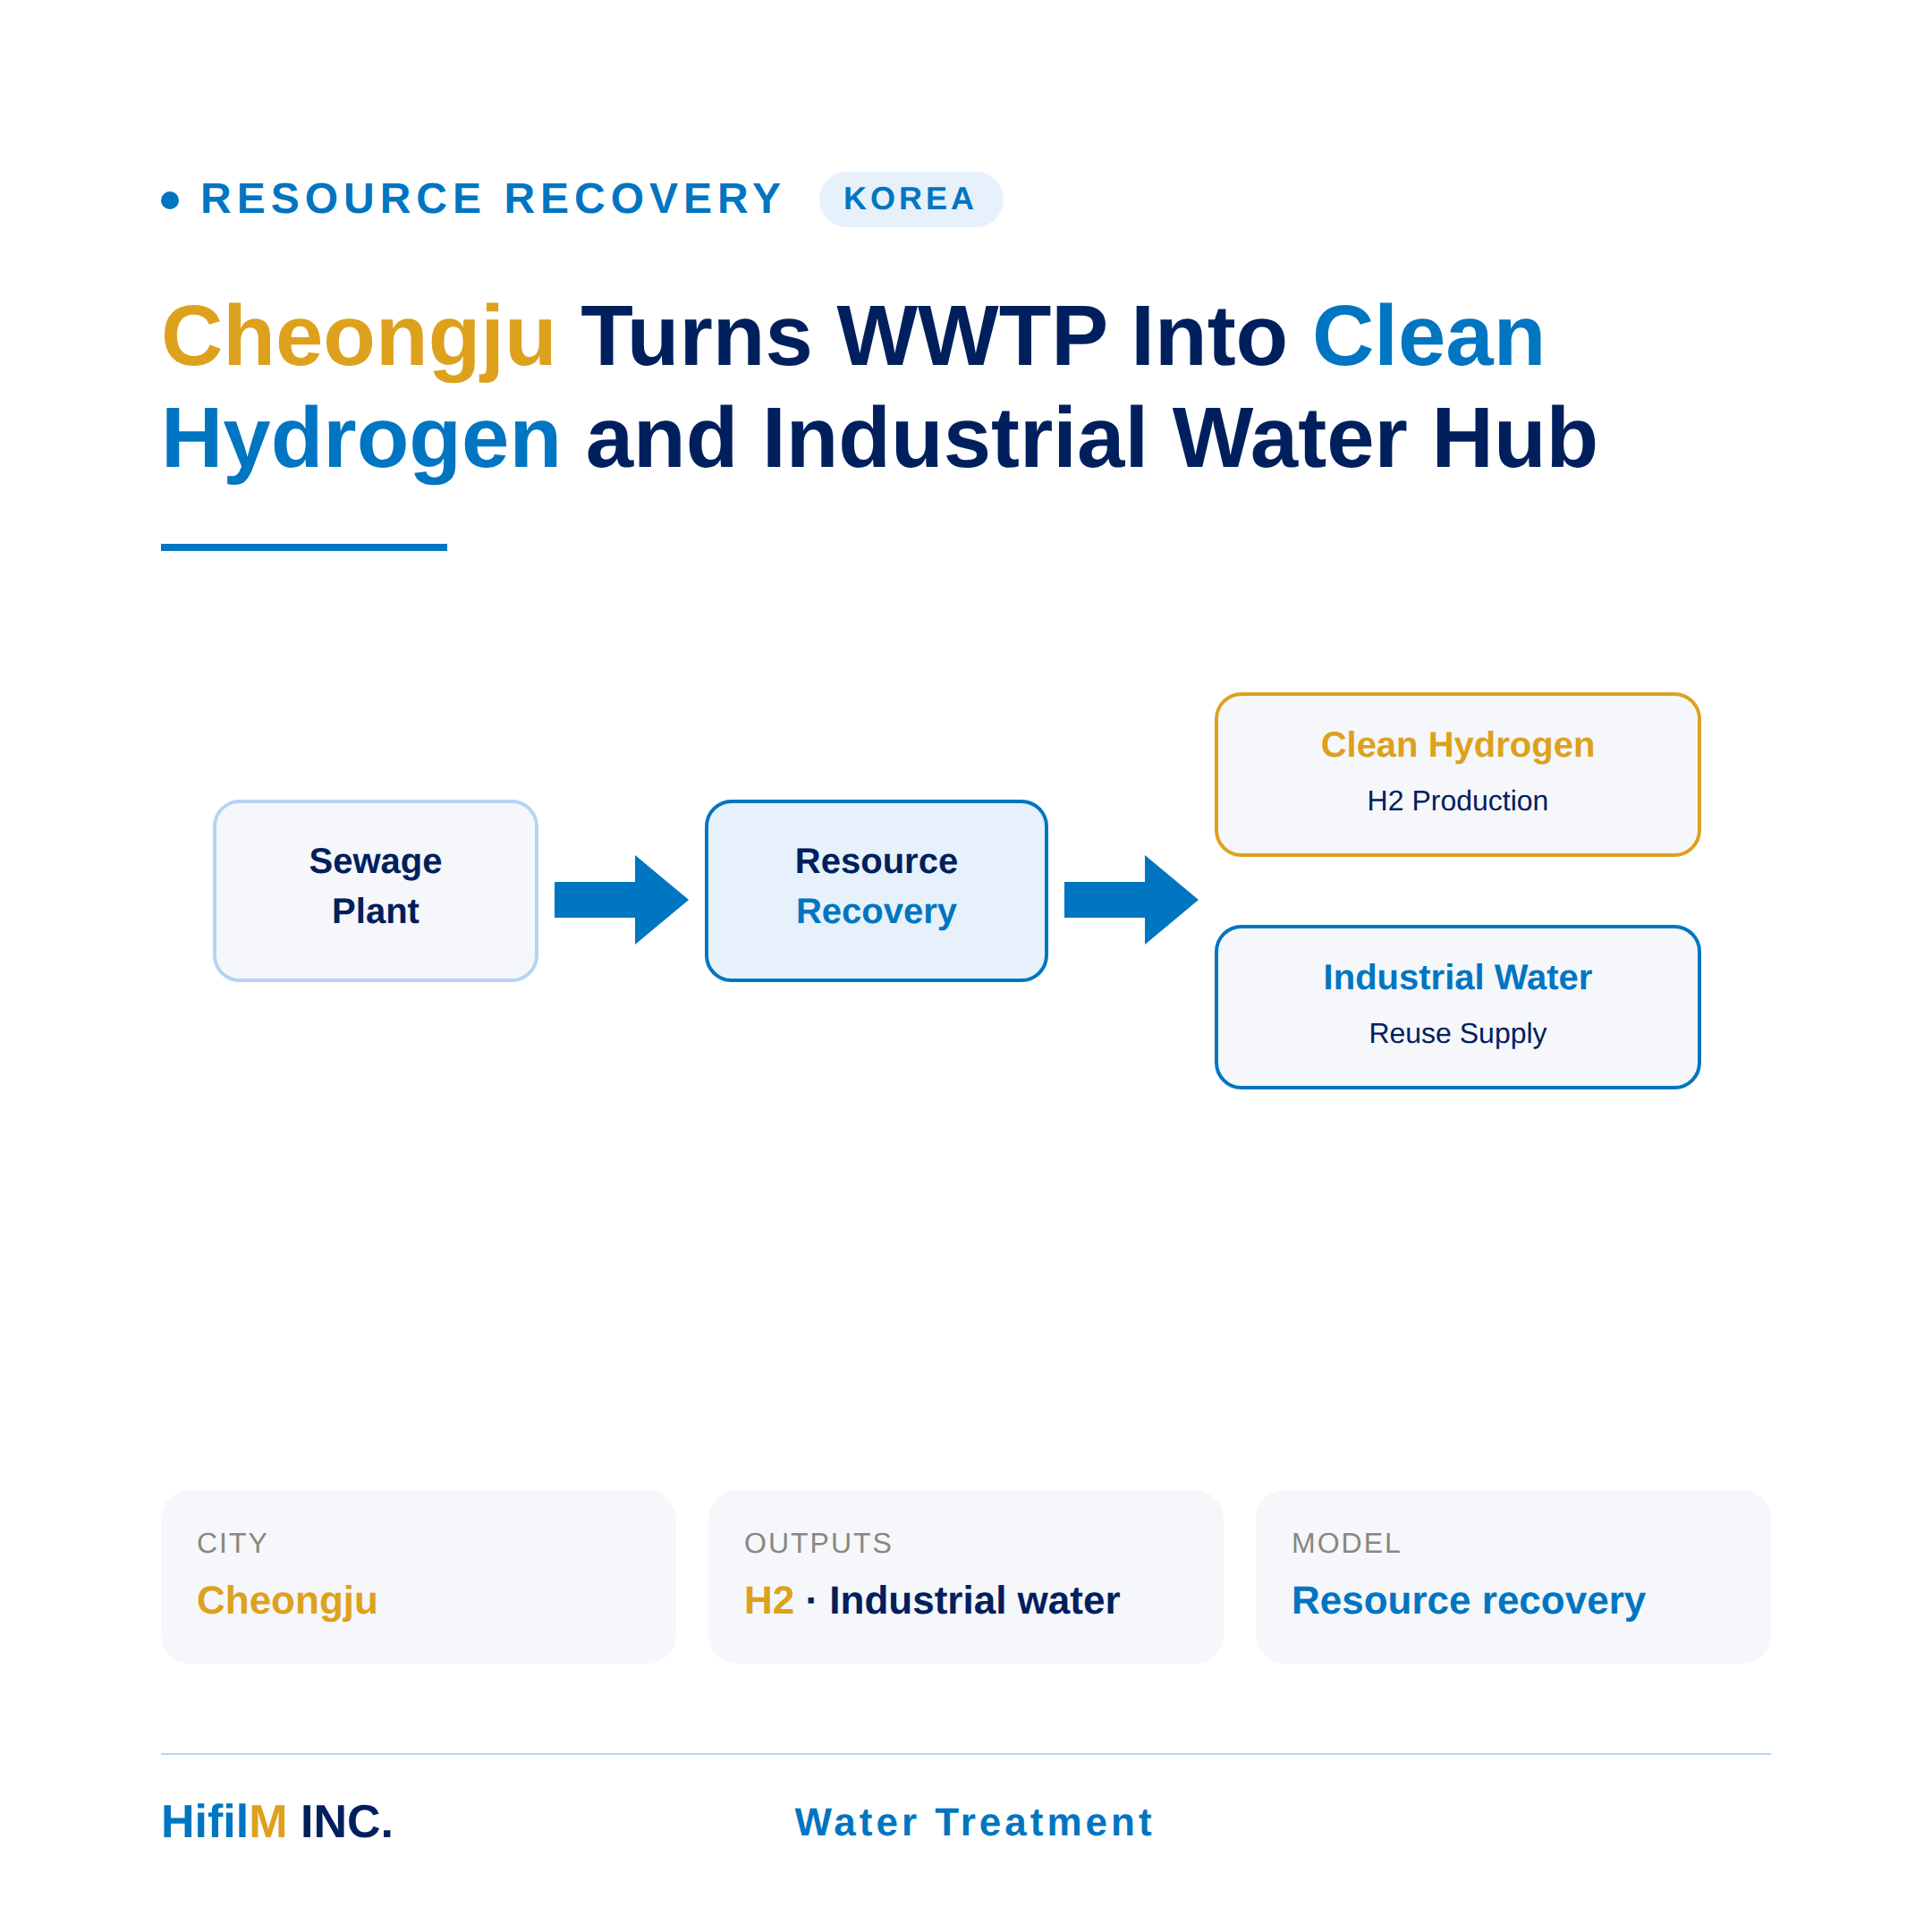 RESOURCE RECOVERY KOREA
Cheongju Turns WWTP Into Clean
Hydrogen and Industrial Water Hub
Sewage
Plant
Resource
Recovery
Clean Hydrogen
H2 Production
Industrial Water
Reuse Supply
CITY
Cheongju
OUTPUTS
H2 · Industrial water
MODEL
Resource recovery
HifilM INC.
Water Treatment